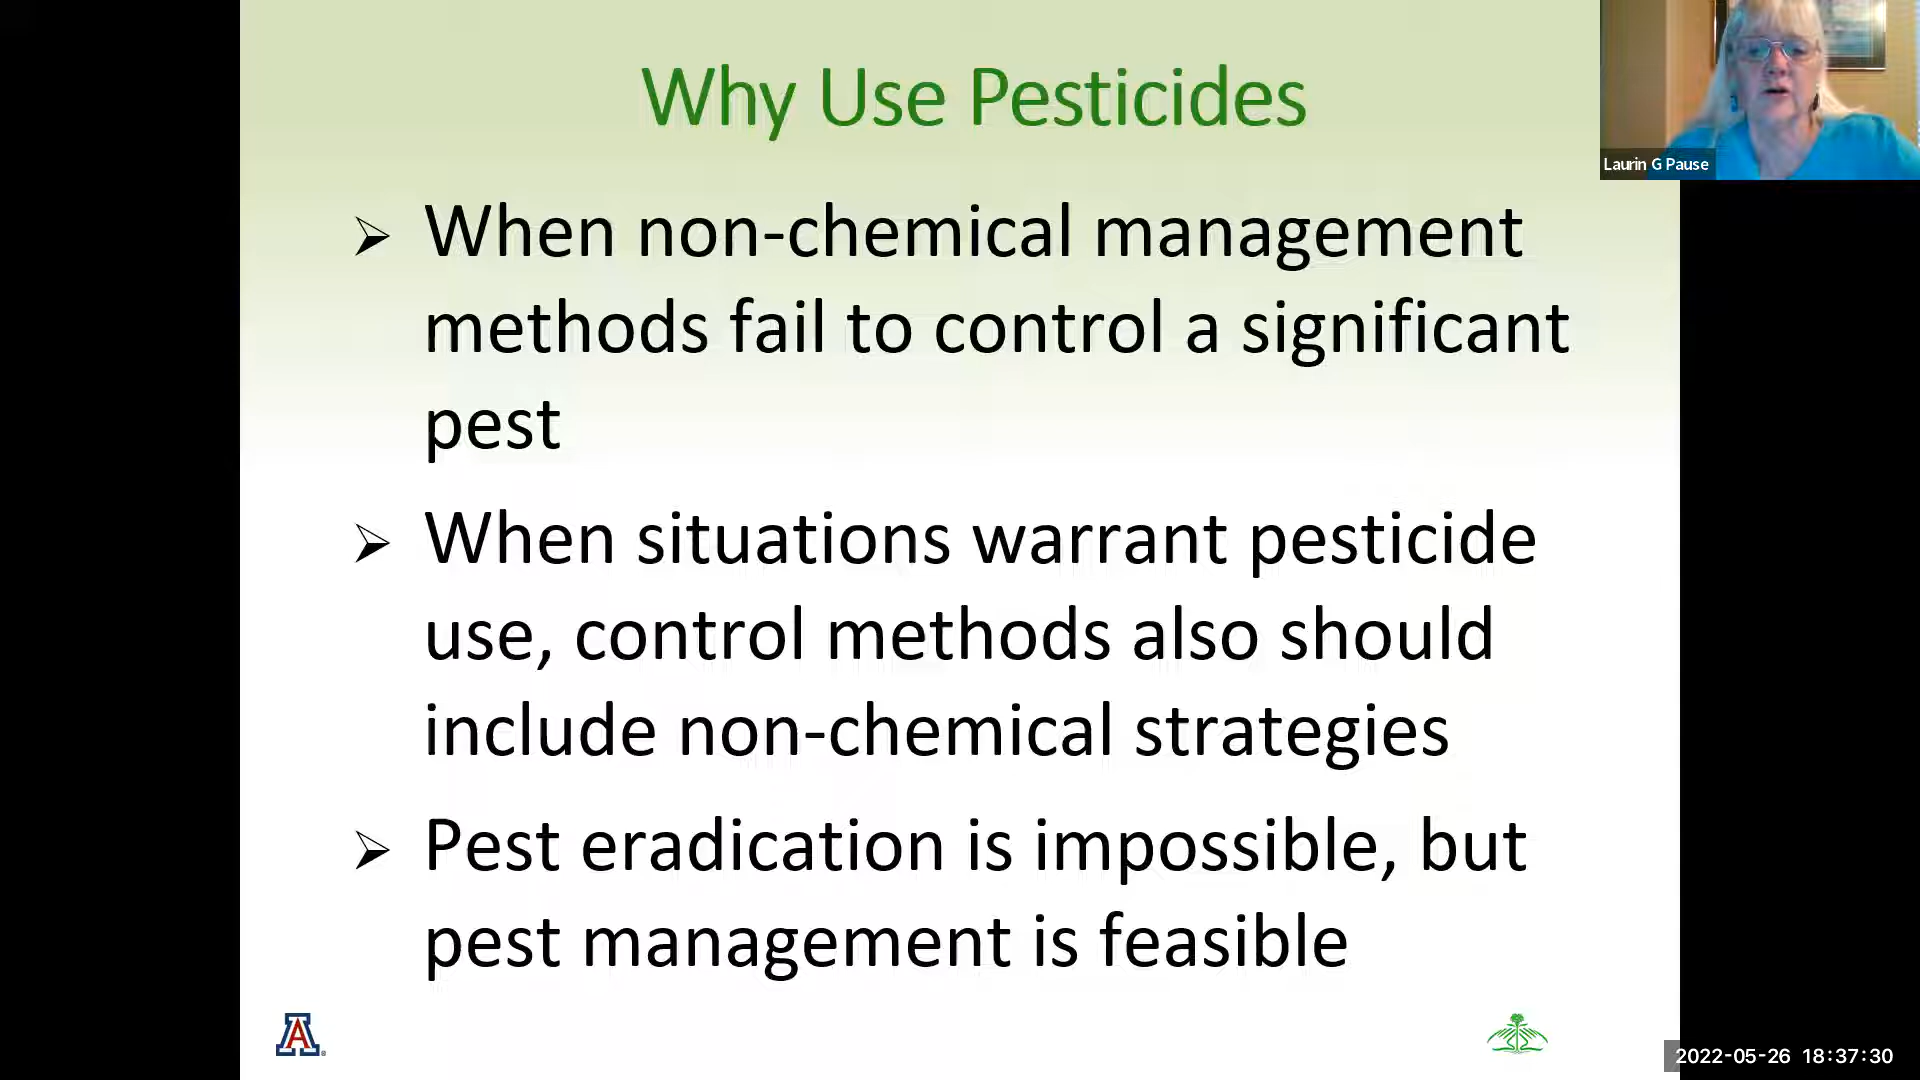 Why Use Pesticides
Laurin G Pause
➢ When non-chemical management
methods fail to control a significant
pest
➢ When situations warrant pesticide
use, control methods also should
include non-chemical strategies
➢ Pest eradication is impossible, but
pest management is feasible
A
2022-05-26 18:37:30